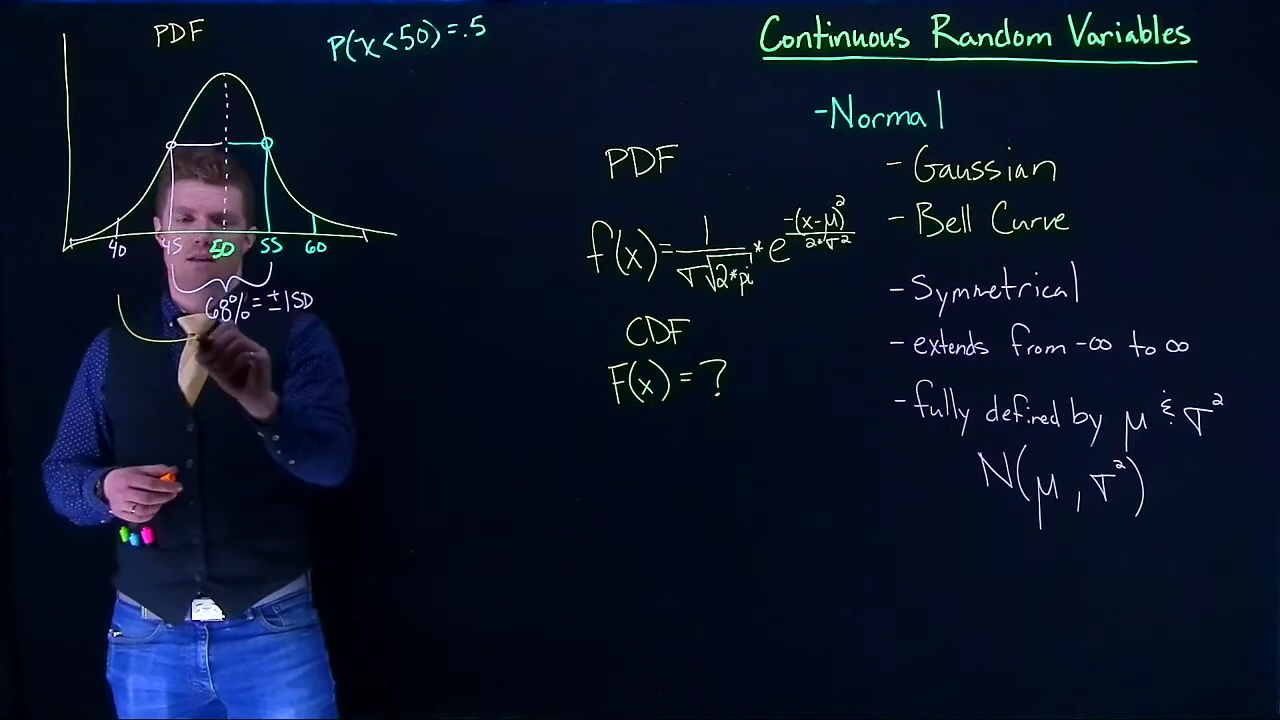 PDF
P(x<50)=.5
40 45 50 55 60
68%=±1SD
Continuous Random Variables
-Normal
- Gaussian
- Bell Curve
- Symmetrical
- extends from -∞ to ∞
- fully defined by μ & σ²
N(μ, σ²)
PDF
f(x)=1/σ√2*pi * e^-(x-μ)²/2*σ²
CDF
F(x) = ?